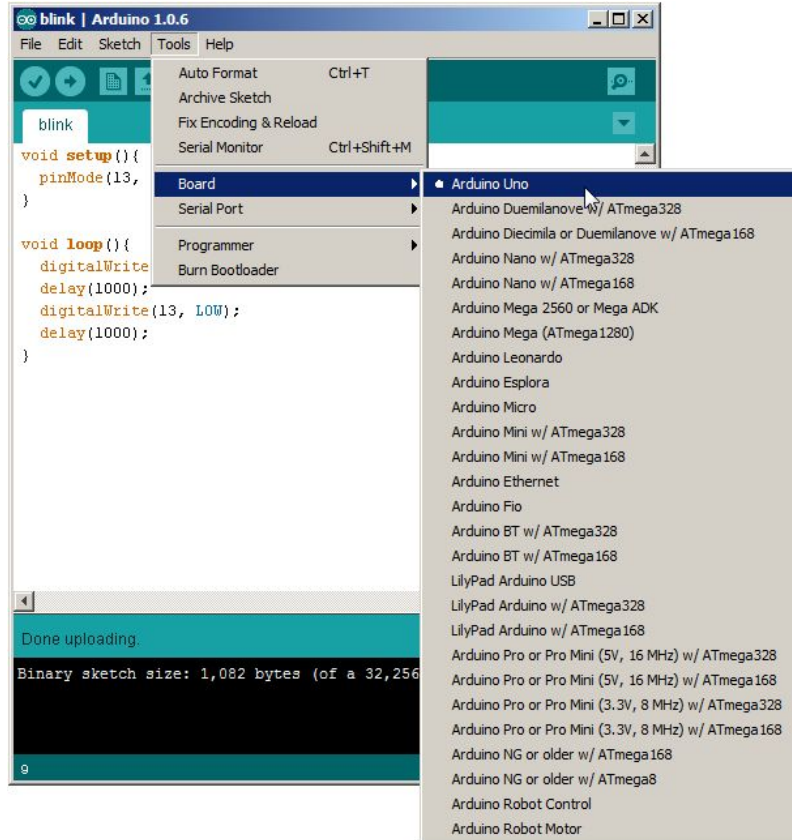 blink | Arduino 1.0.6
File Edit Sketch Tools Help
Auto Format Ctrl+T
Archive Sketch
Fix Encoding & Reload
Serial Monitor Ctrl+Shift+M
Board
Serial Port
Programmer
Burn Bootloader
blink
void setup(){
pinMode(13,
}
void loop(){
digitalWrite
delay(1000);
digitalWrite(13, LOW);
delay(1000);
}
Arduino Uno
Arduino Duemilanove w/ ATmega328
Arduino Diecimila or Duemilanove w/ ATmega168
Arduino Nano w/ ATmega328
Arduino Nano w/ ATmega168
Arduino Mega 2560 or Mega ADK
Arduino Mega (ATmega1280)
Arduino Leonardo
Arduino Esplora
Arduino Micro
Arduino Mini w/ ATmega328
Arduino Mini w/ ATmega168
Arduino Ethernet
Arduino Fio
Arduino BT w/ ATmega328
Arduino BT w/ ATmega168
LilyPad Arduino USB
LilyPad Arduino w/ ATmega328
LilyPad Arduino w/ ATmega168
Arduino Pro or Pro Mini (5V, 16 MHz) w/ ATmega328
Arduino Pro or Pro Mini (5V, 16 MHz) w/ ATmega168
Arduino Pro or Pro Mini (3.3V, 8 MHz) w/ ATmega328
Arduino Pro or Pro Mini (3.3V, 8 MHz) w/ ATmega168
Arduino NG or older w/ ATmega168
Arduino NG or older w/ ATmega8
Arduino Robot Control
Arduino Robot Motor
Done uploading.
Binary sketch size: 1,082 bytes (of a 32,256
9